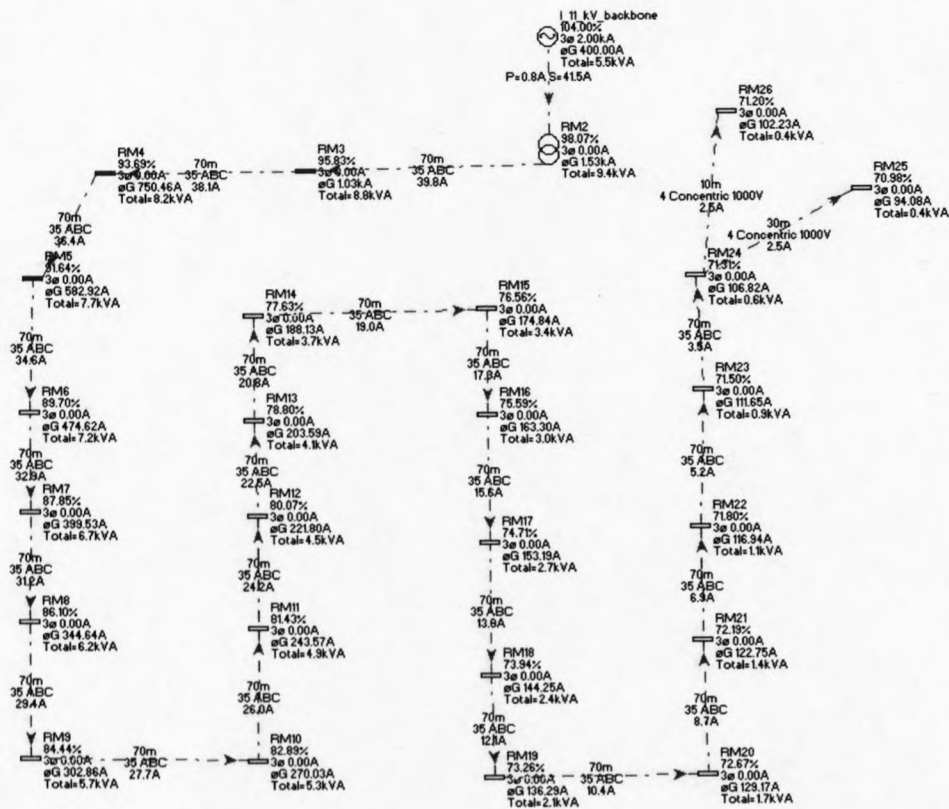 I_11_kV_backbone
104.00%
3ø 2.00kA
øG 400.00A
Total=5.5kVA
P=0.8A S=41.5A
RM2
98.07%
3ø 0.00A
øG 1.53kA
Total=9.4kVA
70m
35 ABC
39.8A
RM3
95.83%
3ø 0.00A
øG 1.03kA
Total=8.8kVA
70m
35 ABC
38.1A
RM4
93.69%
3ø 0.00A
øG 750.46A
Total=8.2kVA
70m
35 ABC
36.4A
RM5
91.64%
3ø 0.00A
øG 582.92A
Total=7.7kVA
70m
35 ABC
34.6A
RM6
89.70%
3ø 0.00A
øG 474.62A
Total=7.2kVA
70m
35 ABC
32.9A
RM7
87.85%
3ø 0.00A
øG 399.53A
Total=6.7kVA
70m
35 ABC
31.2A
RM8
86.10%
3ø 0.00A
øG 344.64A
Total=6.2kVA
70m
35 ABC
29.4A
RM9
84.44%
3ø 0.00A
øG 302.86A
Total=5.7kVA
70m
35 ABC
27.7A
RM10
82.89%
3ø 0.00A
øG 270.03A
Total=5.3kVA
70m
35 ABC
26.0A
RM11
81.43%
3ø 0.00A
øG 243.57A
Total=4.9kVA
70m
35 ABC
24.2A
RM12
80.07%
3ø 0.00A
øG 221.80A
Total=4.5kVA
70m
35 ABC
22.5A
RM13
78.80%
3ø 0.00A
øG 203.59A
Total=4.1kVA
70m
35 ABC
20.8A
RM14
77.63%
3ø 0.00A
øG 188.13A
Total=3.7kVA
70m
35 ABC
19.0A
RM15
76.56%
3ø 0.00A
øG 174.84A
Total=3.4kVA
70m
35 ABC
17.3A
RM16
75.59%
3ø 0.00A
øG 163.30A
Total=3.0kVA
70m
35 ABC
15.6A
RM17
74.71%
3ø 0.00A
øG 153.19A
Total=2.7kVA
70m
35 ABC
13.8A
RM18
73.94%
3ø 0.00A
øG 144.25A
Total=2.4kVA
70m
35 ABC
12.1A
RM19
73.26%
3ø 0.00A
øG 136.29A
Total=2.1kVA
70m
35 ABC
10.4A
RM20
72.67%
3ø 0.00A
øG 129.17A
Total=1.7kVA
70m
35 ABC
8.7A
RM21
72.19%
3ø 0.00A
øG 122.75A
Total=1.4kVA
70m
35 ABC
6.9A
RM22
71.80%
3ø 0.00A
øG 116.94A
Total=1.1kVA
70m
35 ABC
5.2A
RM23
71.50%
3ø 0.00A
øG 111.65A
Total=0.9kVA
70m
35 ABC
3.5A
RM24
71.31%
3ø 0.00A
øG 106.82A
Total=0.6kVA
30m
4 Concentric 1000V
2.5A
RM25
70.98%
3ø 0.00A
øG 94.08A
Total=0.4kVA
10m
4 Concentric 1000V
2.5A
RM26
71.20%
3ø 0.00A
øG 102.23A
Total=0.4kVA